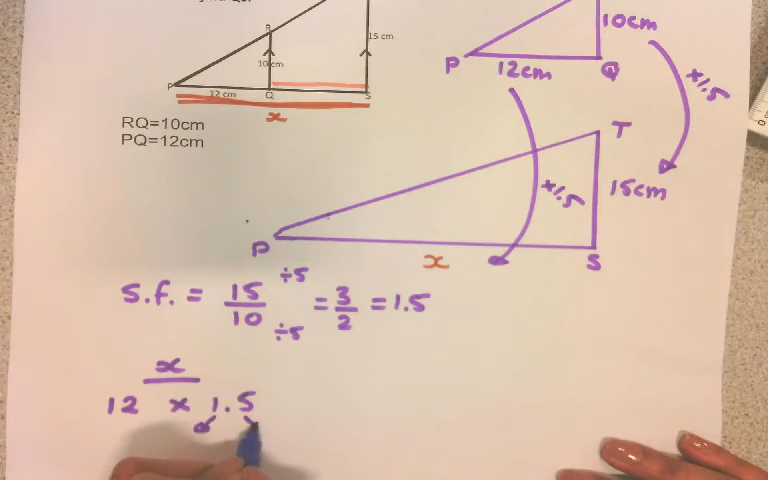 R
15 cm
10 cm
P
12 cm
Q
S
x
RQ=10cm
PQ=12cm
10cm
P
12cm
Q
×1.5
T
×1.5
15cm
P
x
S
S.f. = 15/10 ÷5 ÷5 = 3/2 = 1.5
x
12 × 1.5